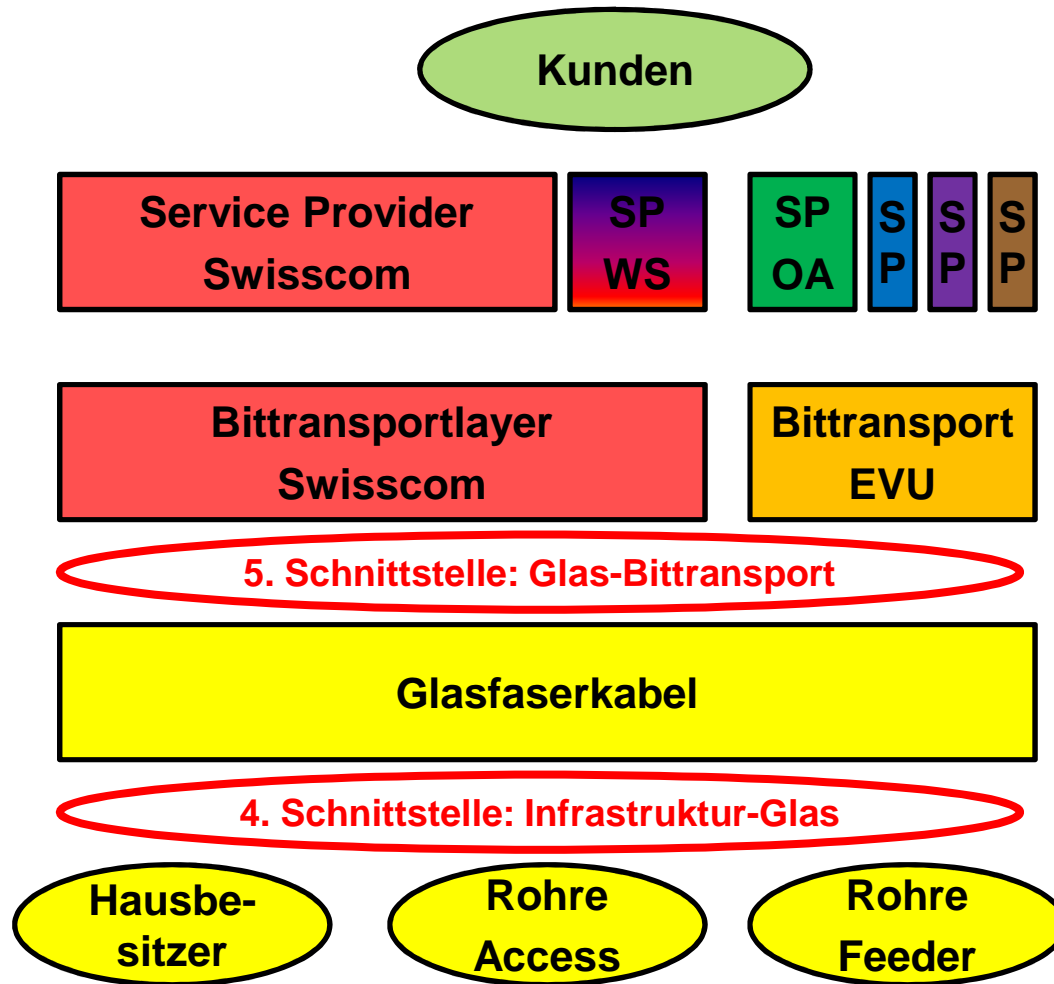 Kunden
Service Provider
Swisscom
SP
WS
SP
OA
S
P
S
P
S
P
Bittransportlayer
Swisscom
Bittransport
EVU
5. Schnittstelle: Glas-Bittransport
Glasfaserkabel
4. Schnittstelle: Infrastruktur-Glas
Hausbe-
sitzer
Rohre
Access
Rohre
Feeder